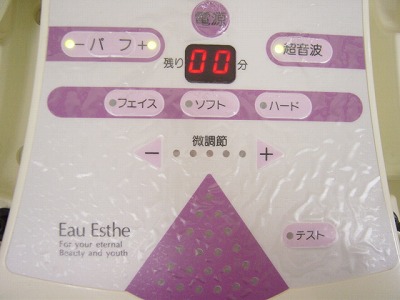 電源
− パフ +
残り 00 分
超音波
フェイス ソフト ハード
微調節
− +
Eau Esthe
For your eternal
Beauty and youth
テスト